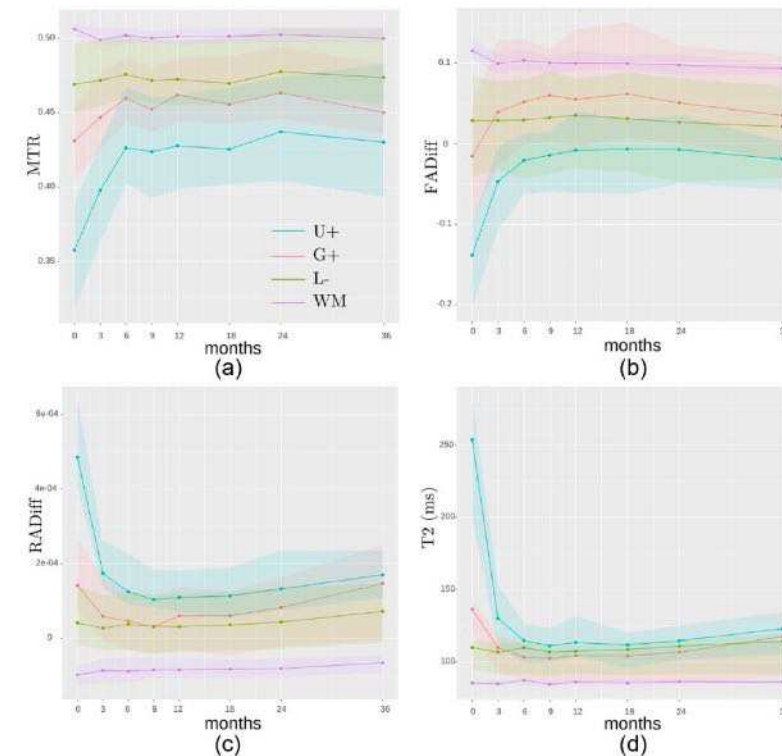 0.50
0.45
0.40
0.35
MTR
U+
G+
L-
WM
0 3 6 9 12 18 24 36
months
(a)
0.1
0
-0.1
-0.2
FADiff
0 3 6 9 12 18 24
months
(b)
6e-04
4e-04
2e-04
0
RADiff
0 3 6 9 12 18 24 36
months
(c)
250
200
150
100
T2 (ms)
0 3 6 9 12 18 24
months
(d)